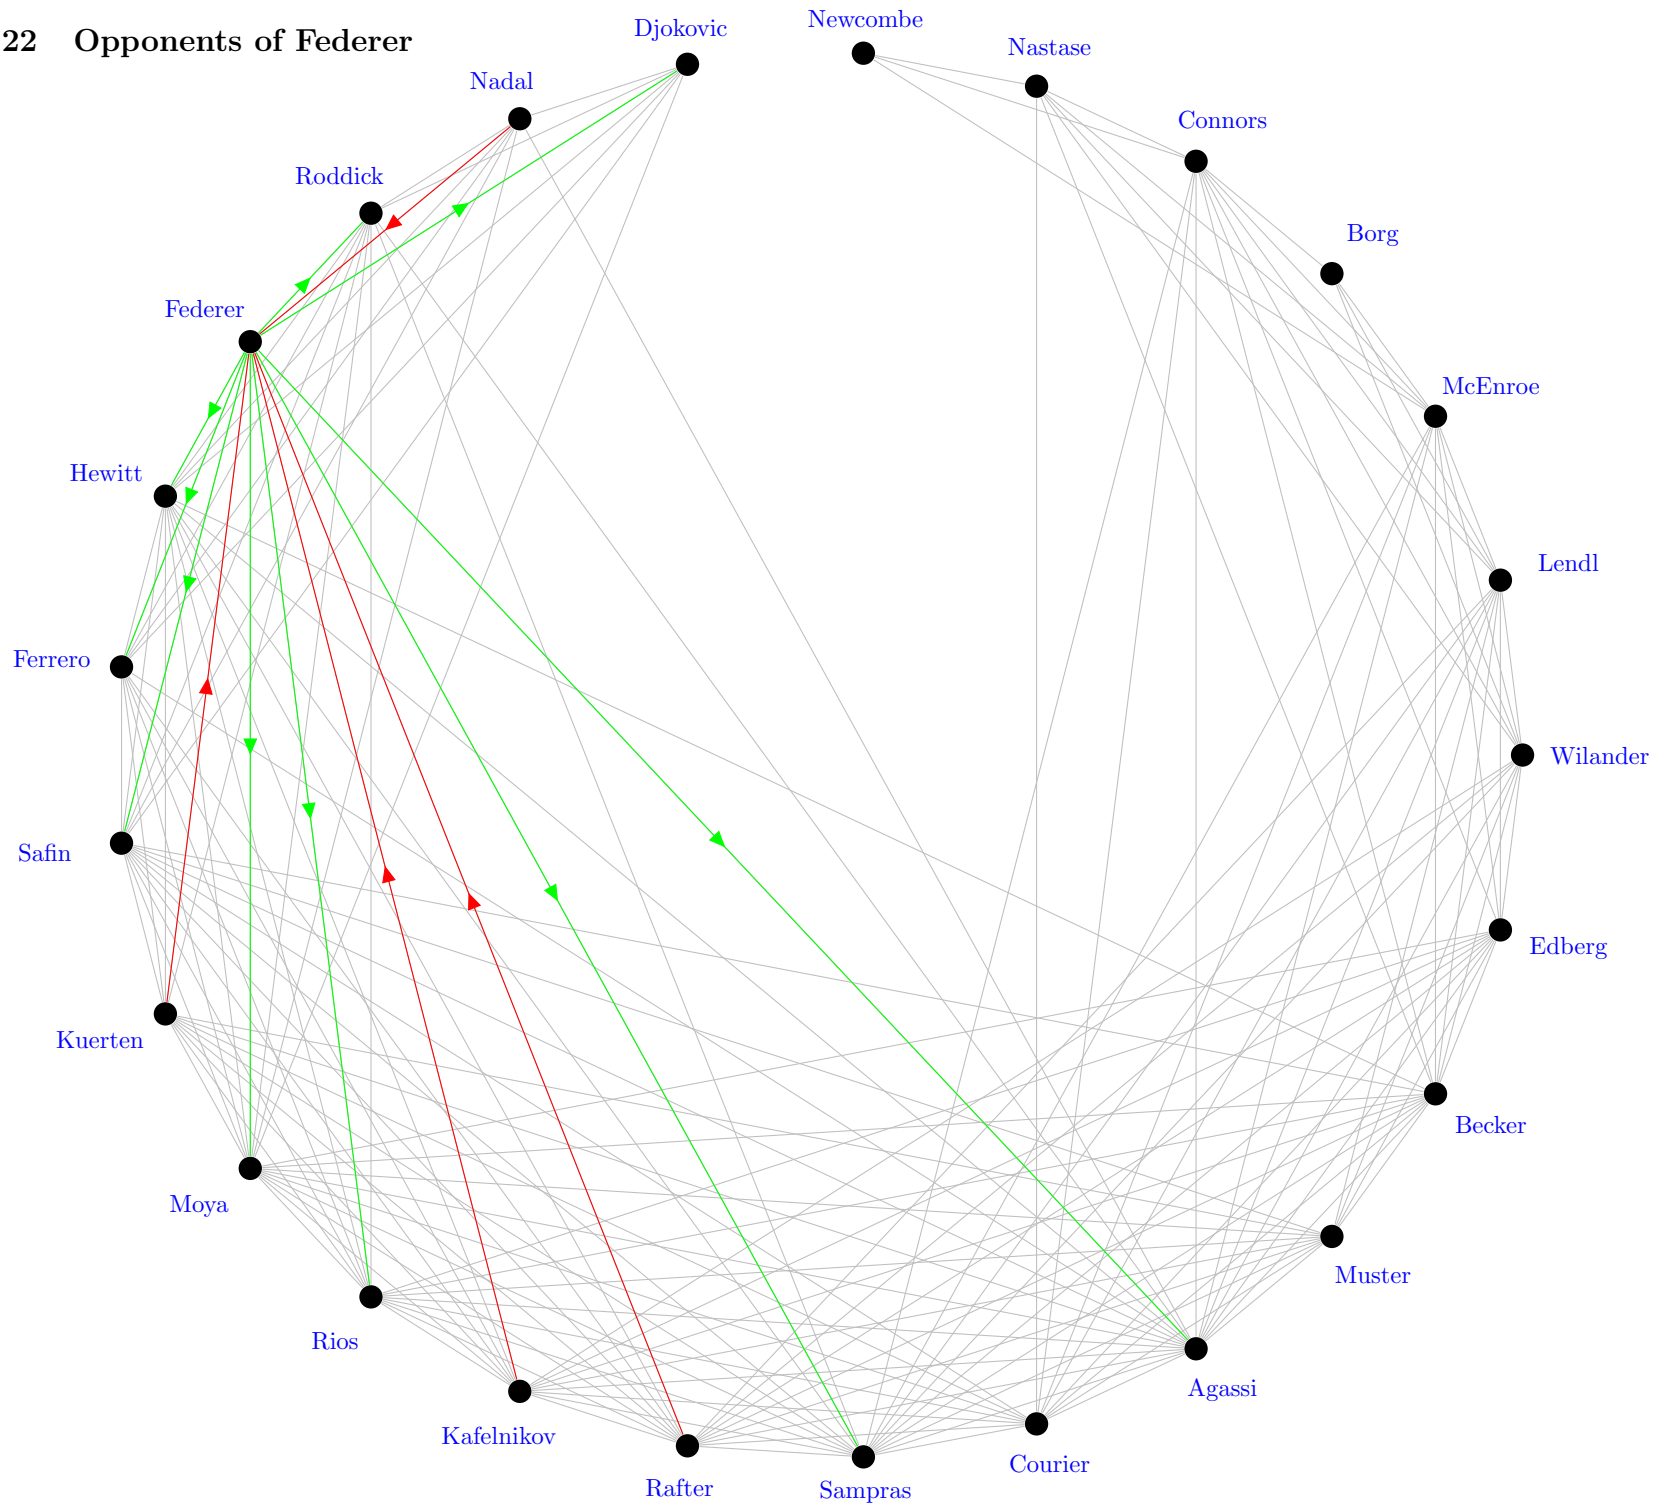 22 Opponents of Federer
Newcombe
Djokovic
Nastase
Nadal
Connors
Roddick
Borg
Federer
McEnroe
Hewitt
Lendl
Ferrero
Wilander
Safin
Edberg
Kuerten
Becker
Moya
Muster
Rios
Agassi
Kafelnikov
Courier
Rafter
Sampras